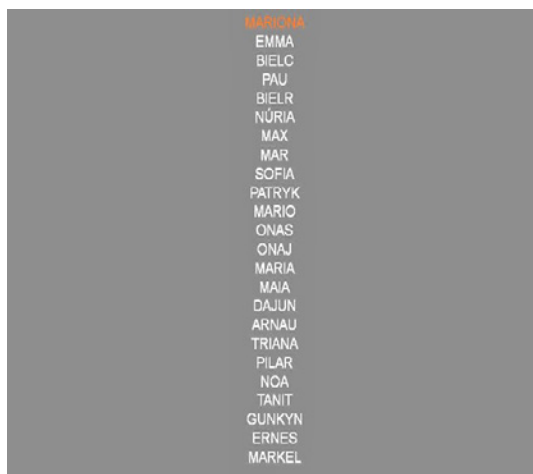 MARIONA
EMMA
BIELC
PAU
BIELR
NÚRIA
MAX
MAR
SOFIA
PATRYK
MARIO
ONAS
ONAJ
MARIA
MAIA
DAJUN
ARNAU
TRIANA
PILAR
NOA
TANIT
GUNKYN
ERNES
MARKEL